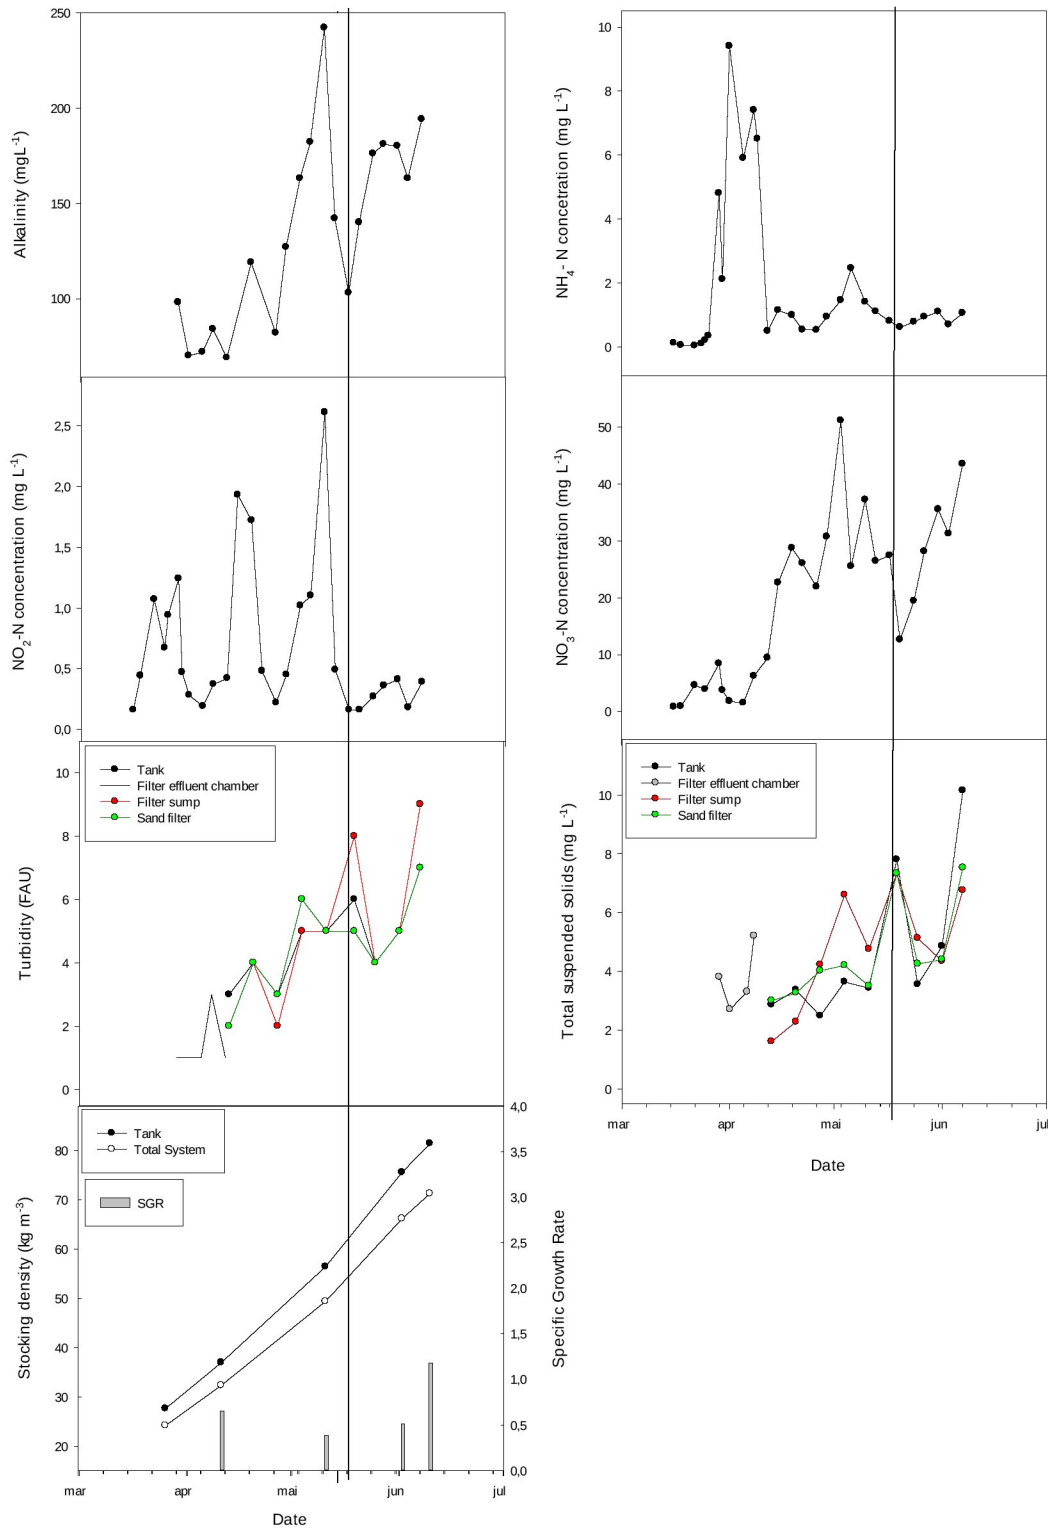 Alkalinity (mgL-1)
250
200
150
100
NO2-N concentration (mg L-1)
2,5
2,0
1,5
1,0
0,5
0,0
Turbidity (FAU)
10
8
6
4
2
0
Tank
Filter effluent chamber
Filter sump
Sand filter
Stocking density (kg m-3)
80
70
60
50
40
30
20
Tank
Total System
SGR
4,0
3,5
3,0
2,5
2,0
1,5
1,0
0,5
0,0
Specific Growth Rate
mar apr mai jun jul
Date
NH4- N concetration (mg L-1)
10
8
6
4
2
0
NO3-N concentration (mg L-1)
50
40
30
20
10
0
Total suspended solids (mg L-1)
10
8
6
4
2
0
Tank
Filter effluent chamber
Filter sump
Sand filter
mar apr mai jun jul
Date